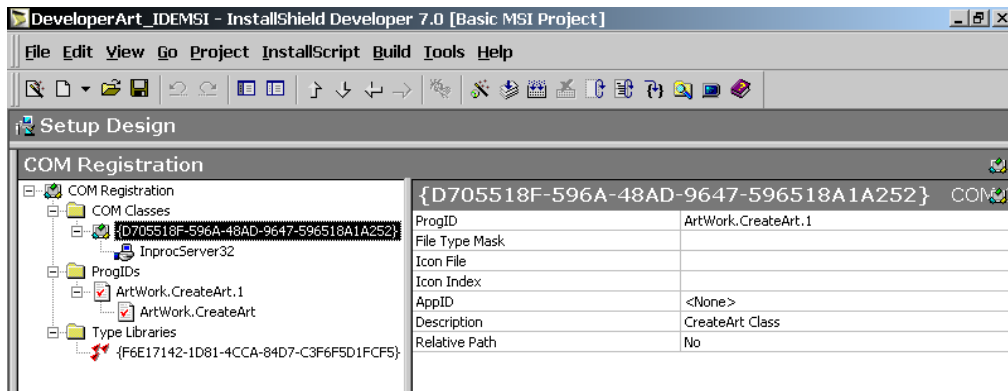 DeveloperArt_IDEMSI - InstallShield Developer 7.0 [Basic MSI Project]
File Edit View Go Project InstallScript Build Tools Help
Setup Design
COM Registration
COM Registration
COM Classes
{D705518F-596A-48AD-9647-596518A1A252}
InprocServer32
ProgIDs
ArtWork.CreateArt.1
ArtWork.CreateArt
Type Libraries
{F6E17142-1D81-4CCA-84D7-C3F6F5D1FCF5}
{D705518F-596A-48AD-9647-596518A1A252} COM
ProgID ArtWork.CreateArt.1
File Type Mask
Icon File
Icon Index
AppID <None>
Description CreateArt Class
Relative Path No